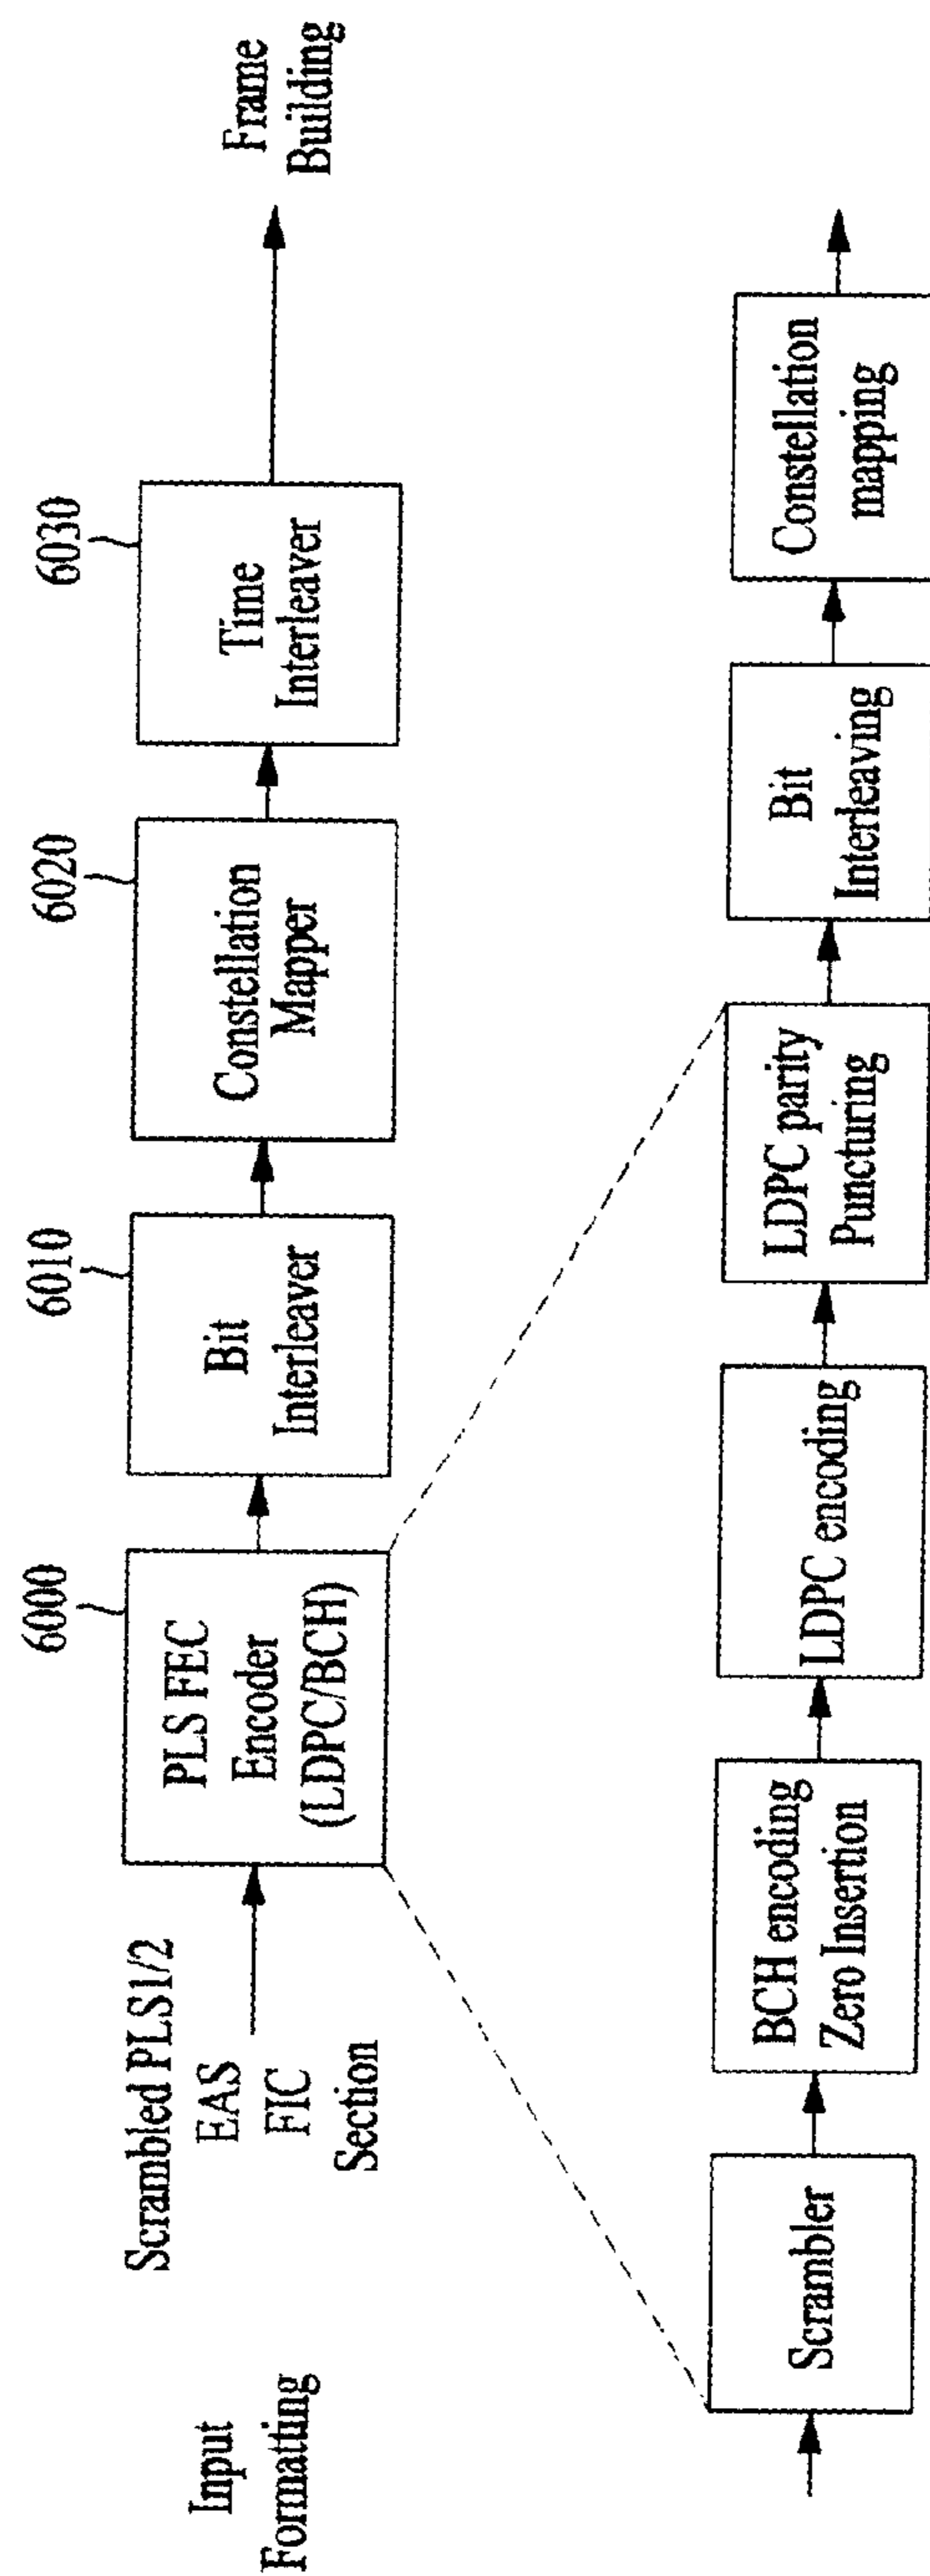 Input
Formatting
Scrambled PLS1/2
EAS
FIC
Section
6000
PLS FEC
Encoder
(LDPC/BCH)
6010
Bit
Interleaver
6020
Constellation
Mapper
6030
Time
Interleaver
Frame
Building
Scrambler
BCH encoding
Zero Insertion
LDPC encoding
LDPC parity
Puncturing
Bit
Interleaving
Constellation
mapping